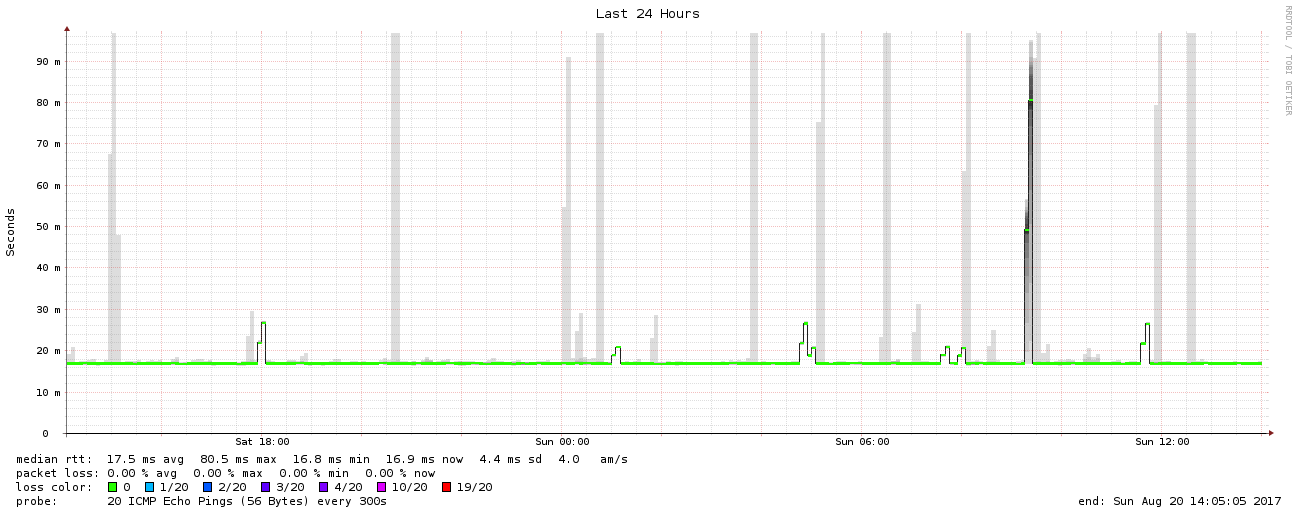 Last 24 Hours
RRDTOOL / TOBI OETIKER
Seconds
90 m
80 m
70 m
60 m
50 m
40 m
30 m
20 m
10 m
0
Sat 18:00 Sun 00:00 Sun 06:00 Sun 12:00
median rtt: 17.5 ms avg 80.5 ms max 16.8 ms min 16.9 ms now 4.4 ms sd 4.0 am/s
packet loss: 0.00 % avg 0.00 % max 0.00 % min 0.00 % now
loss color: 0 1/20 2/20 3/20 4/20 10/20 19/20
probe: 20 ICMP Echo Pings (56 Bytes) every 300s end: Sun Aug 20 14:05:05 2017